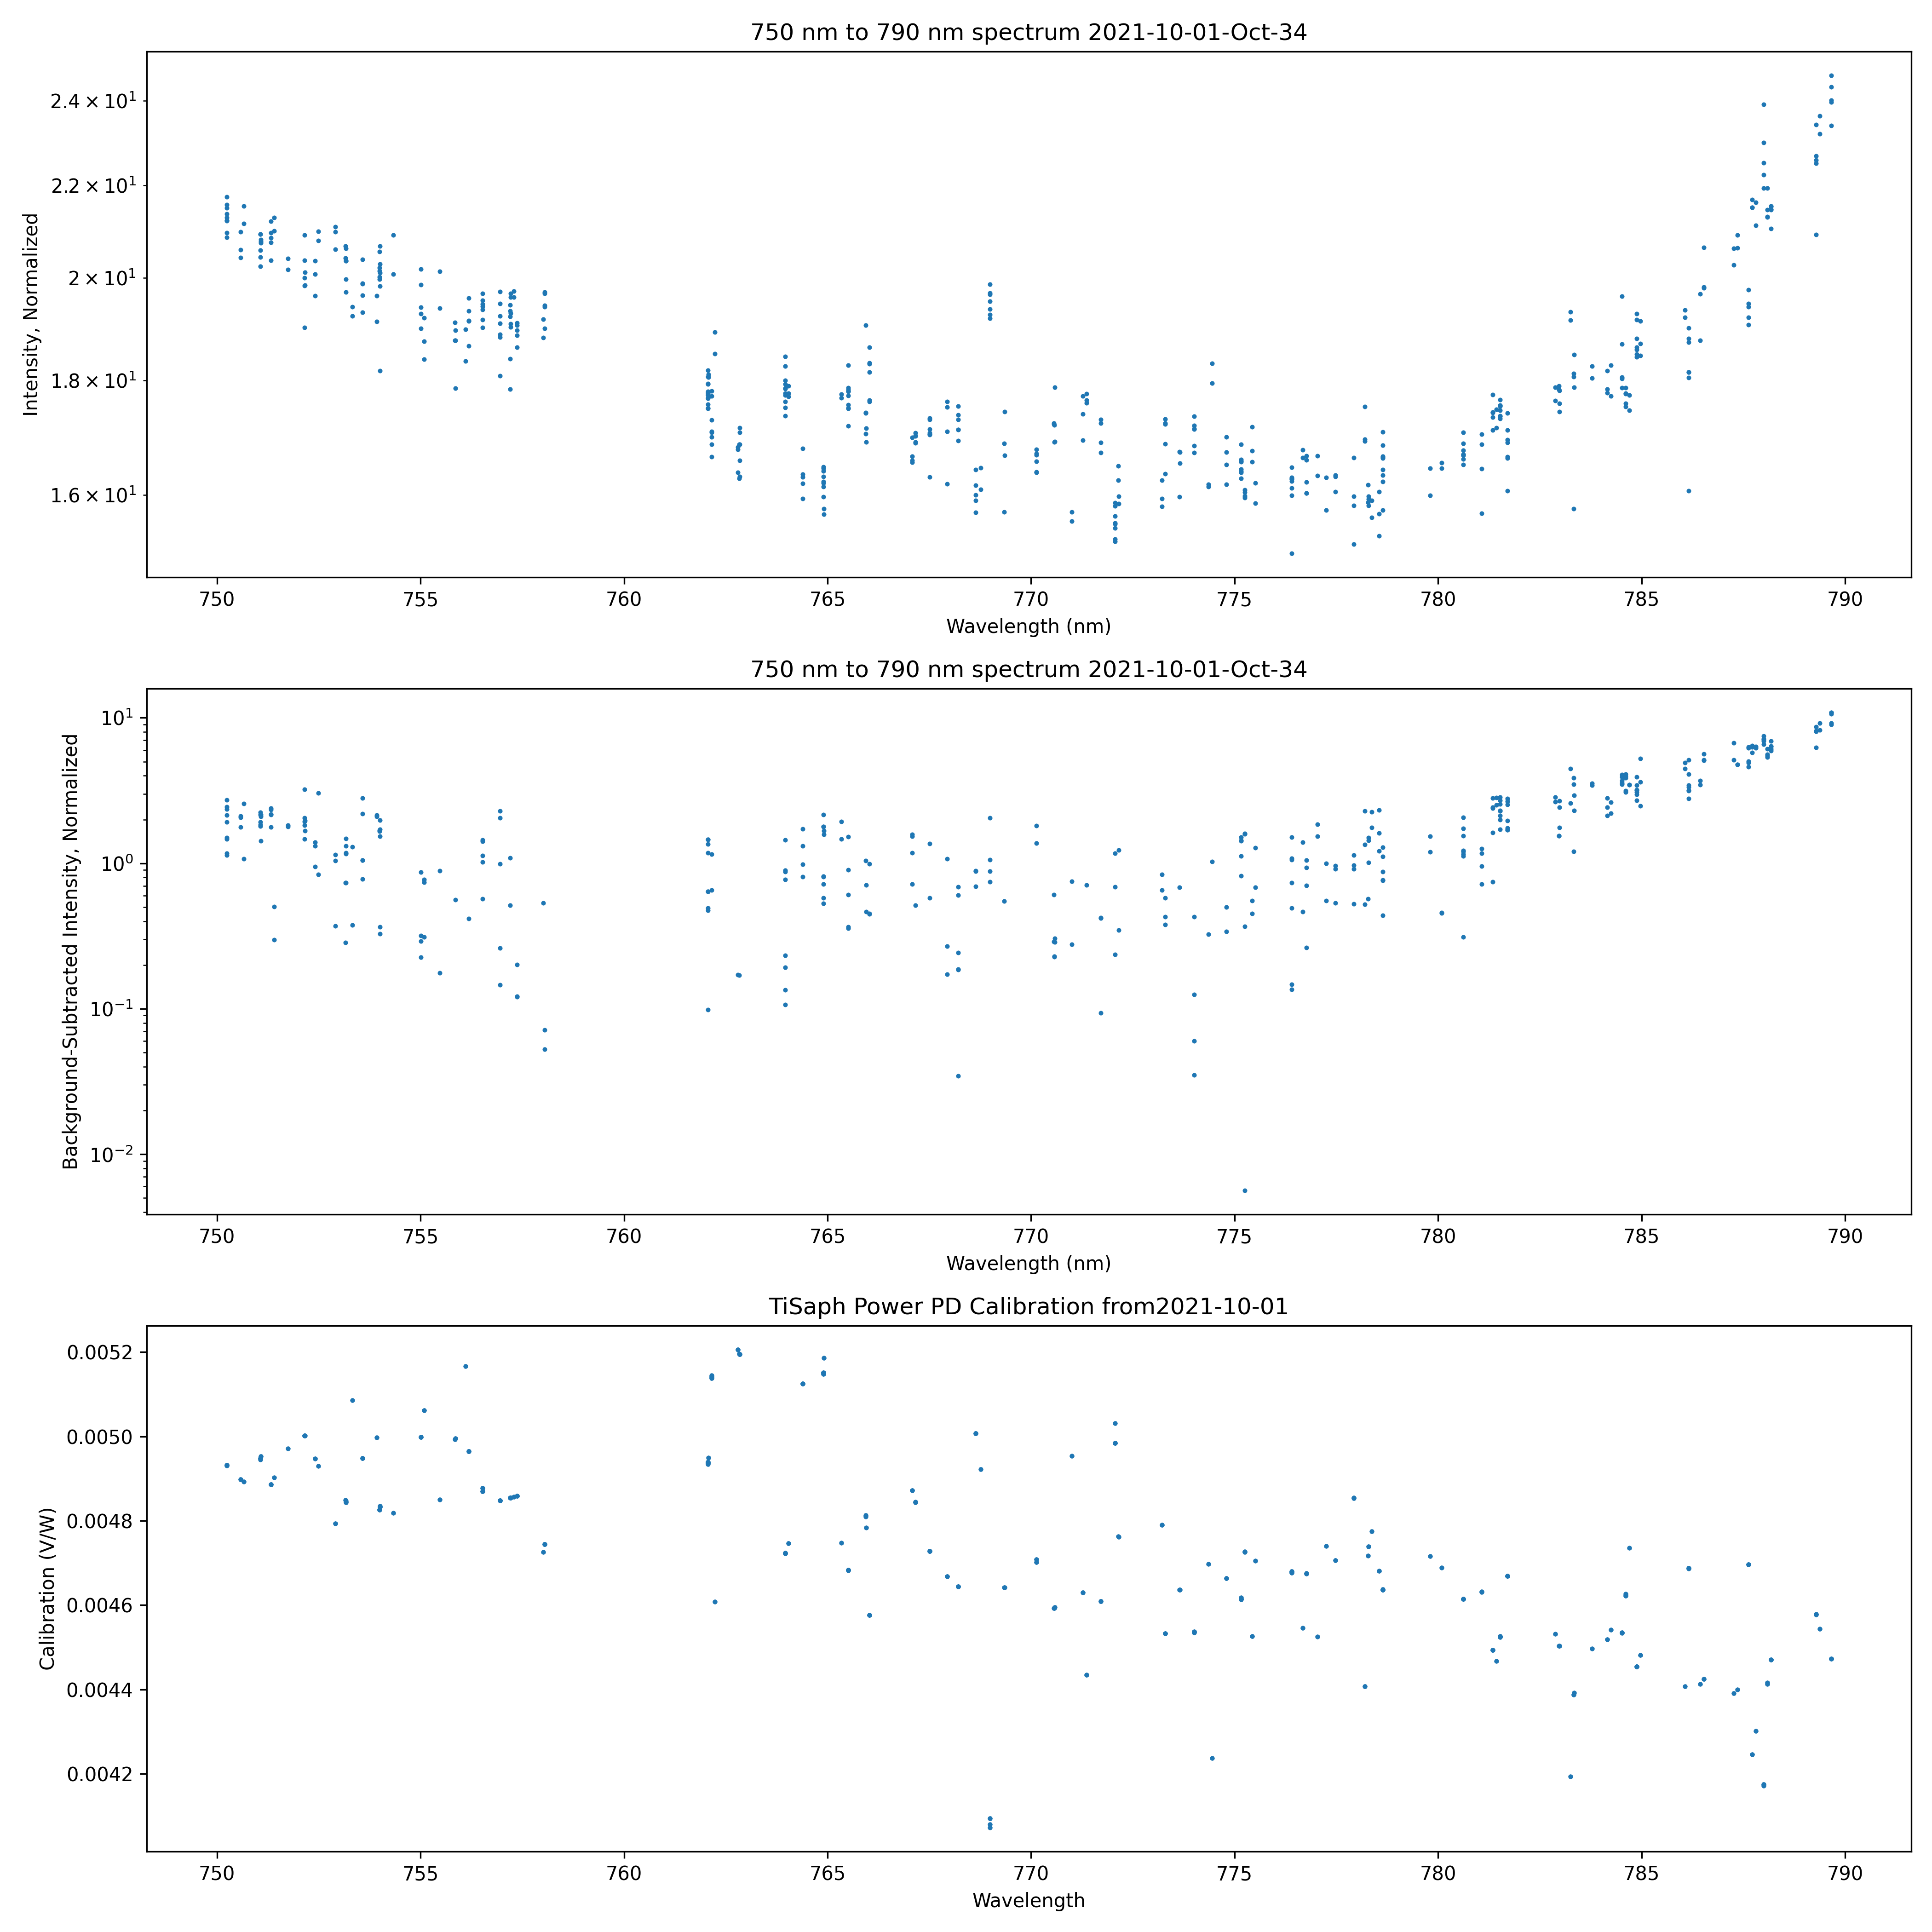 750 nm to 790 nm spectrum 2021-10-01-Oct-34
Intensity, Normalized
2.4 × 10¹
2.2 × 10¹
2 × 10¹
1.8 × 10¹
1.6 × 10¹
750 755 760 765 770 775 780 785 790
Wavelength (nm)
750 nm to 790 nm spectrum 2021-10-01-Oct-34
Background-Subtracted Intensity, Normalized
10¹
10⁰
10⁻¹
10⁻²
750 755 760 765 770 775 780 785 790
Wavelength (nm)
TiSaph Power PD Calibration from2021-10-01
Calibration (V/W)
0.0052
0.0050
0.0048
0.0046
0.0044
0.0042
750 755 760 765 770 775 780 785 790
Wavelength